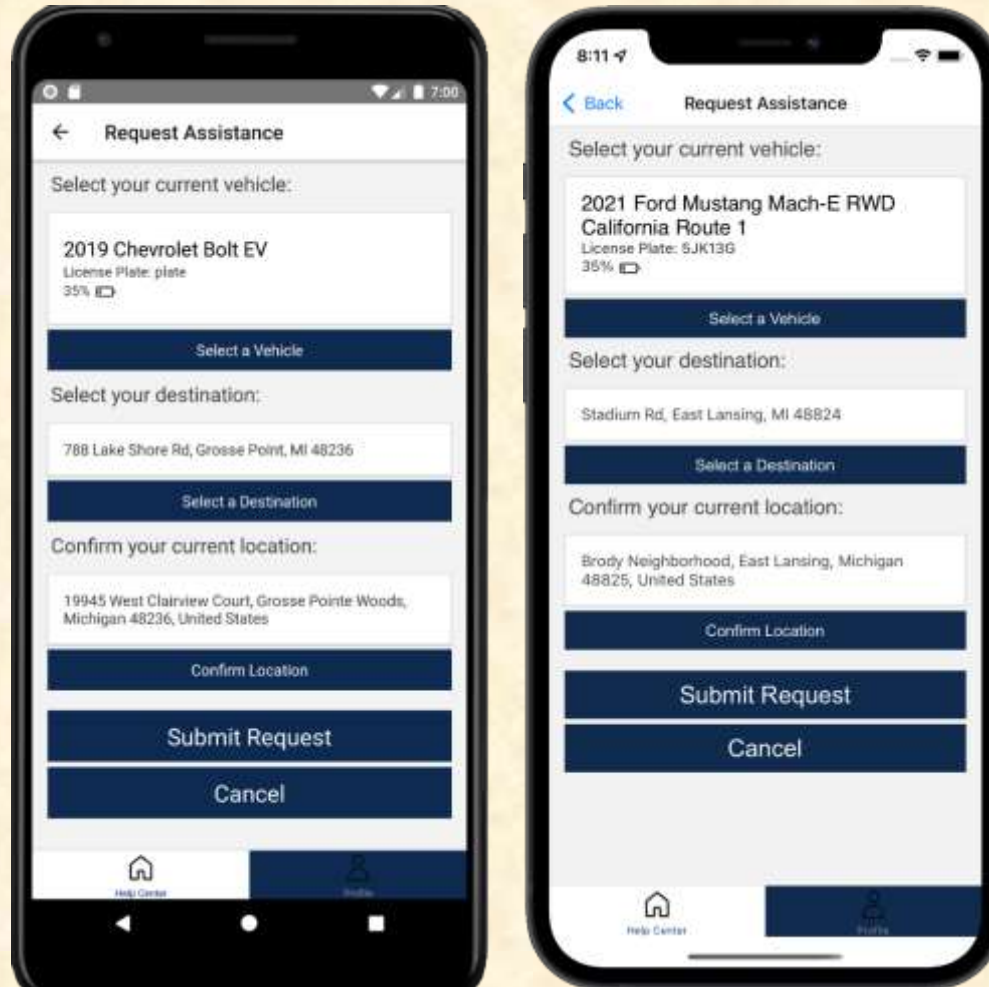 7:00
Request Assistance
Select your current vehicle:
2019 Chevrolet Bolt EV
License Plate: plate
35%
Select a Vehicle
Select your destination:
788 Lake Shore Rd, Grosse Point, MI 48236
Select a Destination
Confirm your current location:
19945 West Clairview Court, Grosse Pointe Woods,
Michigan 48236, United States
Confirm Location
Submit Request
Cancel
Help Center
Profile
8:11
Back
Request Assistance
Select your current vehicle:
2021 Ford Mustang Mach-E RWD
California Route 1
License Plate: 5JK13G
35%
Select a Vehicle
Select your destination:
Stadium Rd, East Lansing, MI 48824
Select a Destination
Confirm your current location:
Brody Neighborhood, East Lansing, Michigan
48825, United States
Confirm Location
Submit Request
Cancel
Help Center
Profile